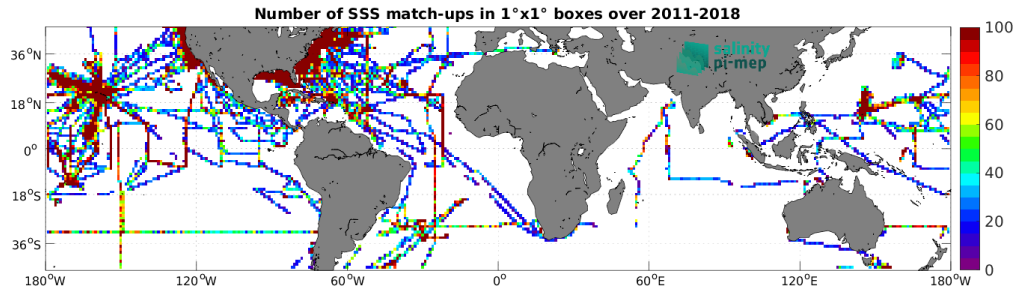 Number of SSS match-ups in 1°x1° boxes over 2011-2018
salinity
pi-mep
36°N
18°N
0°
18°S
36°S
180°W
120°W
60°W
0°
60°E
120°E
180°W
100
80
60
40
20
0